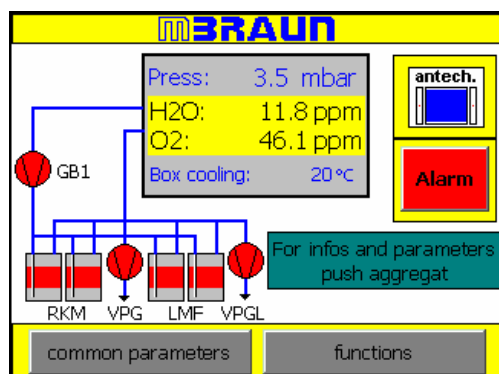 mBRAUN
Press: 3.5 mbar
H2O: 11.8 ppm
O2: 46.1 ppm
Box cooling: 20 °C
antech.
Alarm
GB1
For infos and parameters
push aggregat
RKM VPG LMF VPGL
common parameters
functions